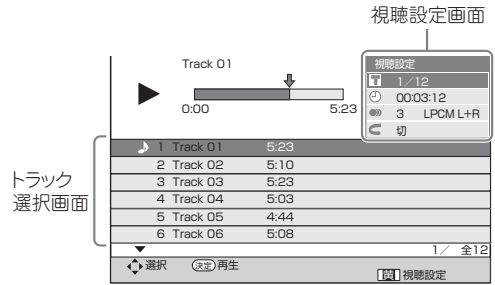 視聴設定画面
Track 01
0:00 5:23
視聴設定
T 1/12
00:03:12
3 LPCM L+R
切
トラック
選択画面
1 Track 01 5:23
2 Track 02 5:10
3 Track 03 5:23
4 Track 04 5:03
5 Track 05 4:44
6 Track 06 5:08
1/ 全12
選択 決定 再生
視聴設定